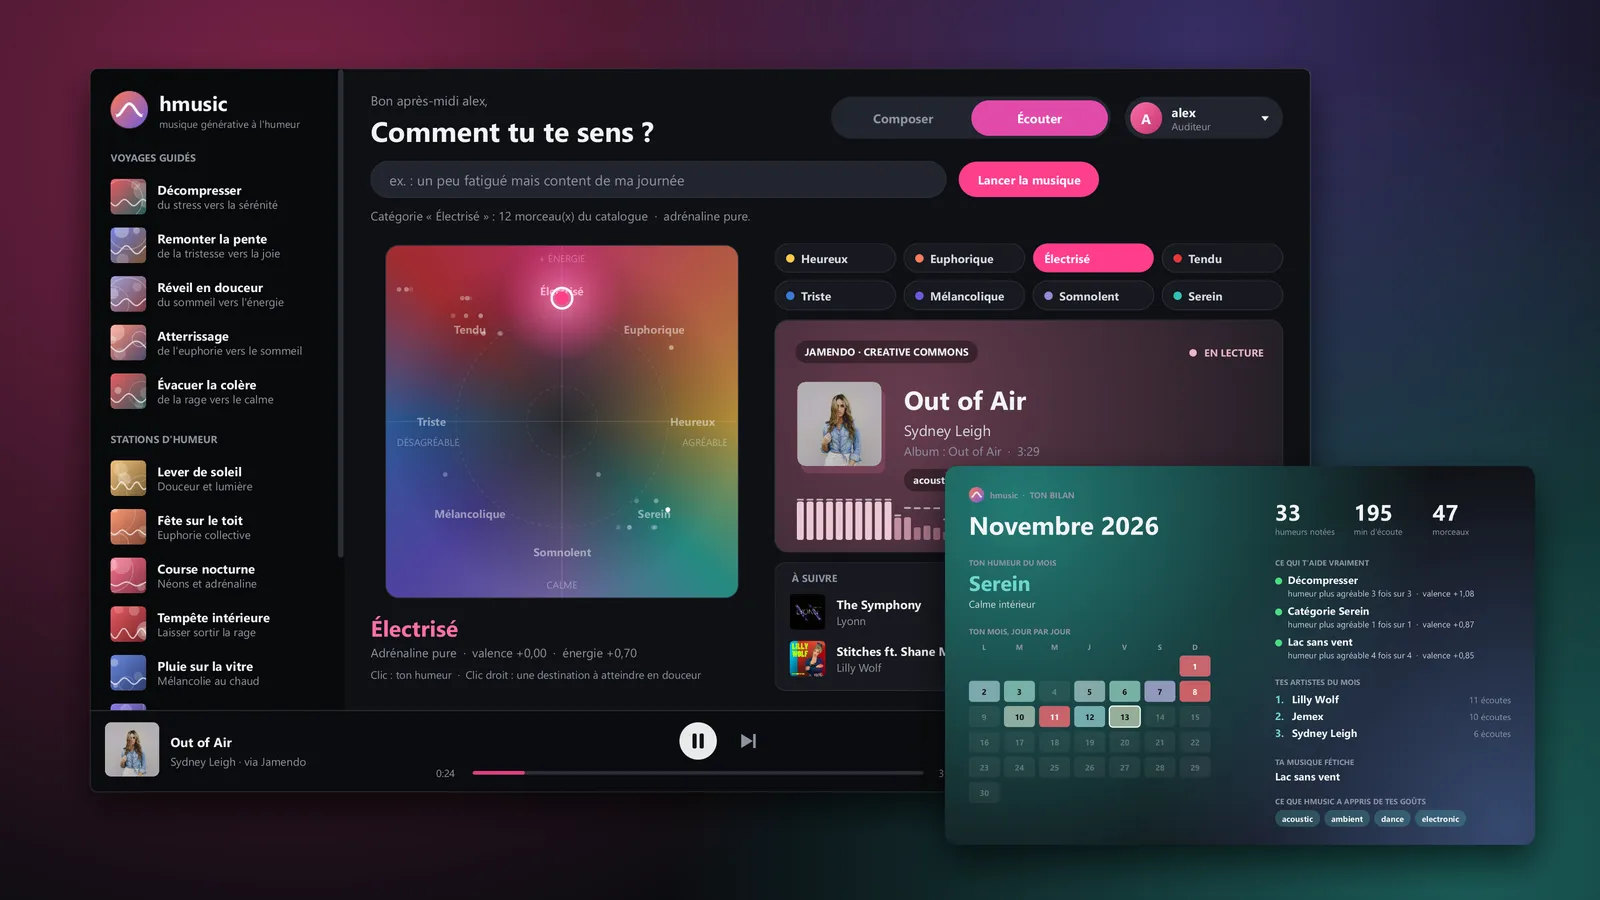 hmusic
musique générative à l'humeur
VOYAGES GUIDÉS
Décompresser
du stress vers la sérénité
Remonter la pente
de la tristesse vers la joie
Réveil en douceur
du sommeil vers l'énergie
Atterrissage
de l'euphorie vers le sommeil
Évacuer la colère
de la rage vers le calme
STATIONS D'HUMEUR
Lever de soleil
Douceur et lumière
Fête sur le toit
Euphorie collective
Course nocturne
Néons et adrénaline
Tempête intérieure
Laisser sortir la rage
Pluie sur la vitre
Mélancolie au chaud
Bon après-midi alex,
Comment tu te sens ?
Composer
Écouter
A
alex
Auditeur
ex. : un peu fatigué mais content de ma journée
Lancer la musique
Catégorie « Électrisé » : 12 morceau(x) du catalogue · adrénaline pure.
+ ÉNERGIE
Électrisé
Tendu
Euphorique
Triste
Heureux
DÉSAGRÉABLE
AGRÉABLE
Mélancolique
Serein
Somnolent
CALME
Électrisé
Adrénaline pure · valence +0,00 · énergie +0,70
Clic : ton humeur · Clic droit : une destination à atteindre en douceur
Heureux
Euphorique
Électrisé
Tendu
Triste
Mélancolique
Somnolent
Serein
JAMENDO · CREATIVE COMMONS
EN LECTURE
Out of Air
Sydney Leigh
Album : Out of Air · 3:29
acoust
À SUIVRE
The Symphony
Lyonn
LILLY WOLF
Stitches ft. Shane M
Lilly Wolf
Out of Air
Sydney Leigh · via Jamendo
0:24
3
hmusic · TON BILAN
Novembre 2026
TON HUMEUR DU MOIS
Serein
Calme intérieur
TON MOIS, JOUR PAR JOUR
L M M J V S D
1
2 3 4 5 6 7 8
9 10 11 12 13 14 15
16 17 18 19 20 21 22
23 24 25 26 27 28 29
30
33 195 47
humeurs notées min d'écoute morceaux
CE QUI T'AIDE VRAIMENT
Décompresser
humeur plus agréable 3 fois sur 3 · valence +1,08
Catégorie Serein
humeur plus agréable 1 fois sur 1 · valence +0,87
Lac sans vent
humeur plus agréable 4 fois sur 4 · valence +0,85
TES ARTISTES DU MOIS
1. Lilly Wolf 11 écoutes
2. Jemex 10 écoutes
3. Sydney Leigh 6 écoutes
TA MUSIQUE FÉTICHE
Lac sans vent
CE QUE HMUSIC A APPRIS DE TES GOÛTS
acoustic
ambient
dance
electronic